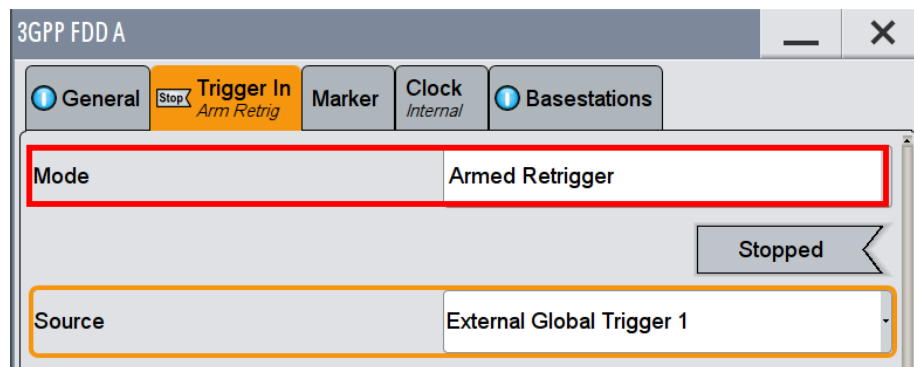 3GPP FDD A
General
Stop
Trigger In
Arm Retrig
Marker
Clock
Internal
Basestations
Mode
Armed Retrigger
Stopped
Source
External Global Trigger 1